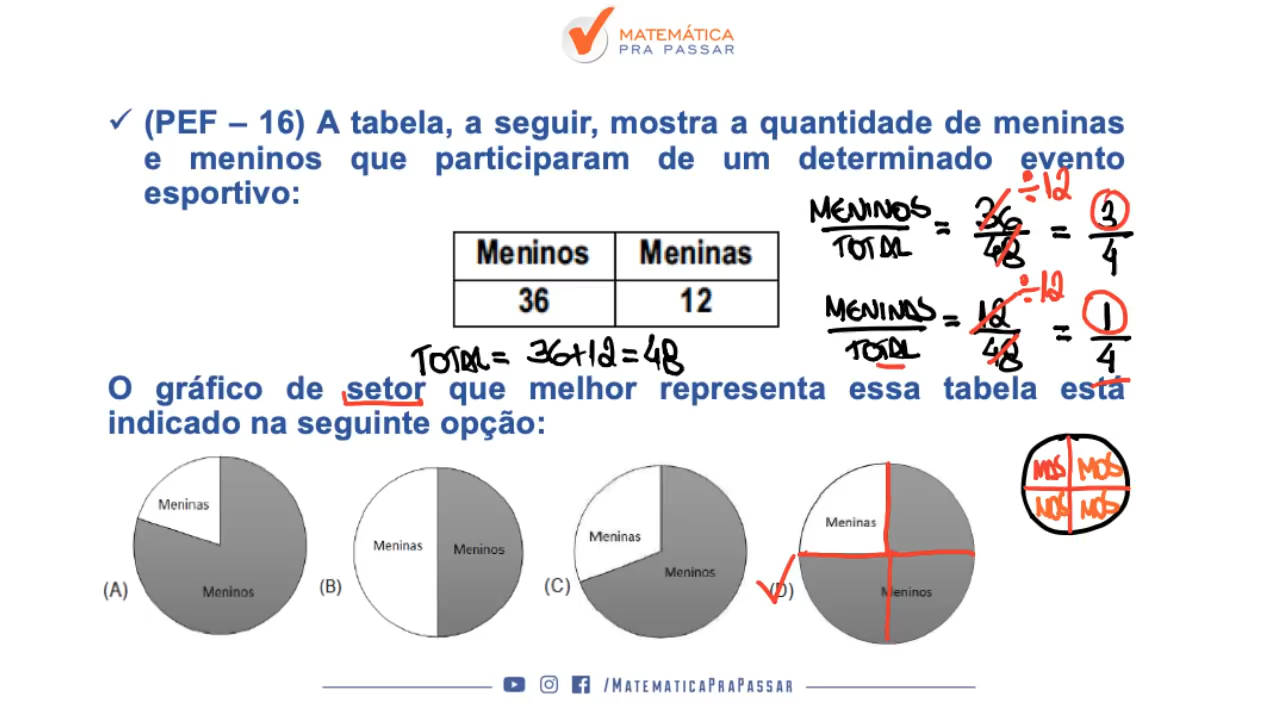 MATEMÁTICA
PRA PASSAR
✓ (PEF – 16) A tabela, a seguir, mostra a quantidade de meninas
e meninos que participaram de um determinado evento
esportivo:
MENINOS/TOTAL = 36/48 ÷12 = 3/4
Meninos Meninas
36 12
MENINAS/TOTAL = 12/48 ÷12 = 1/4
TOTAL = 36+12=48
O gráfico de setor que melhor representa essa tabela está
indicado na seguinte opção:
MOS MOS
MOS MOS
(A) Meninas Meninos
(B) Meninas Meninos
(C) Meninas Meninos
(D) Meninas Meninos
/MATEMATICAPRAPASSAR